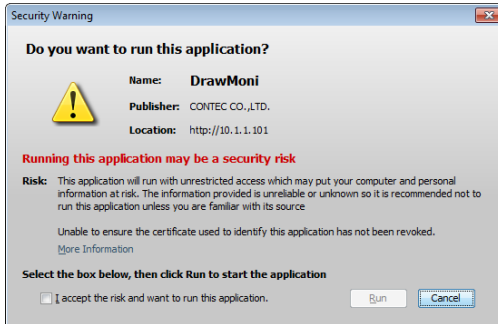 Security Warning
Do you want to run this application?
Name: DrawMoni
Publisher: CONTEC CO.,LTD.
Location: http://10.1.1.101
Running this application may be a security risk
Risk: This application will run with unrestricted access which may put your computer and personal
information at risk. The information provided is unreliable or unknown so it is recommended not to
run this application unless you are familiar with its source
Unable to ensure the certificate used to identify this application has not been revoked.
More Information
Select the box below, then click Run to start the application
I accept the risk and want to run this application.
Run
Cancel